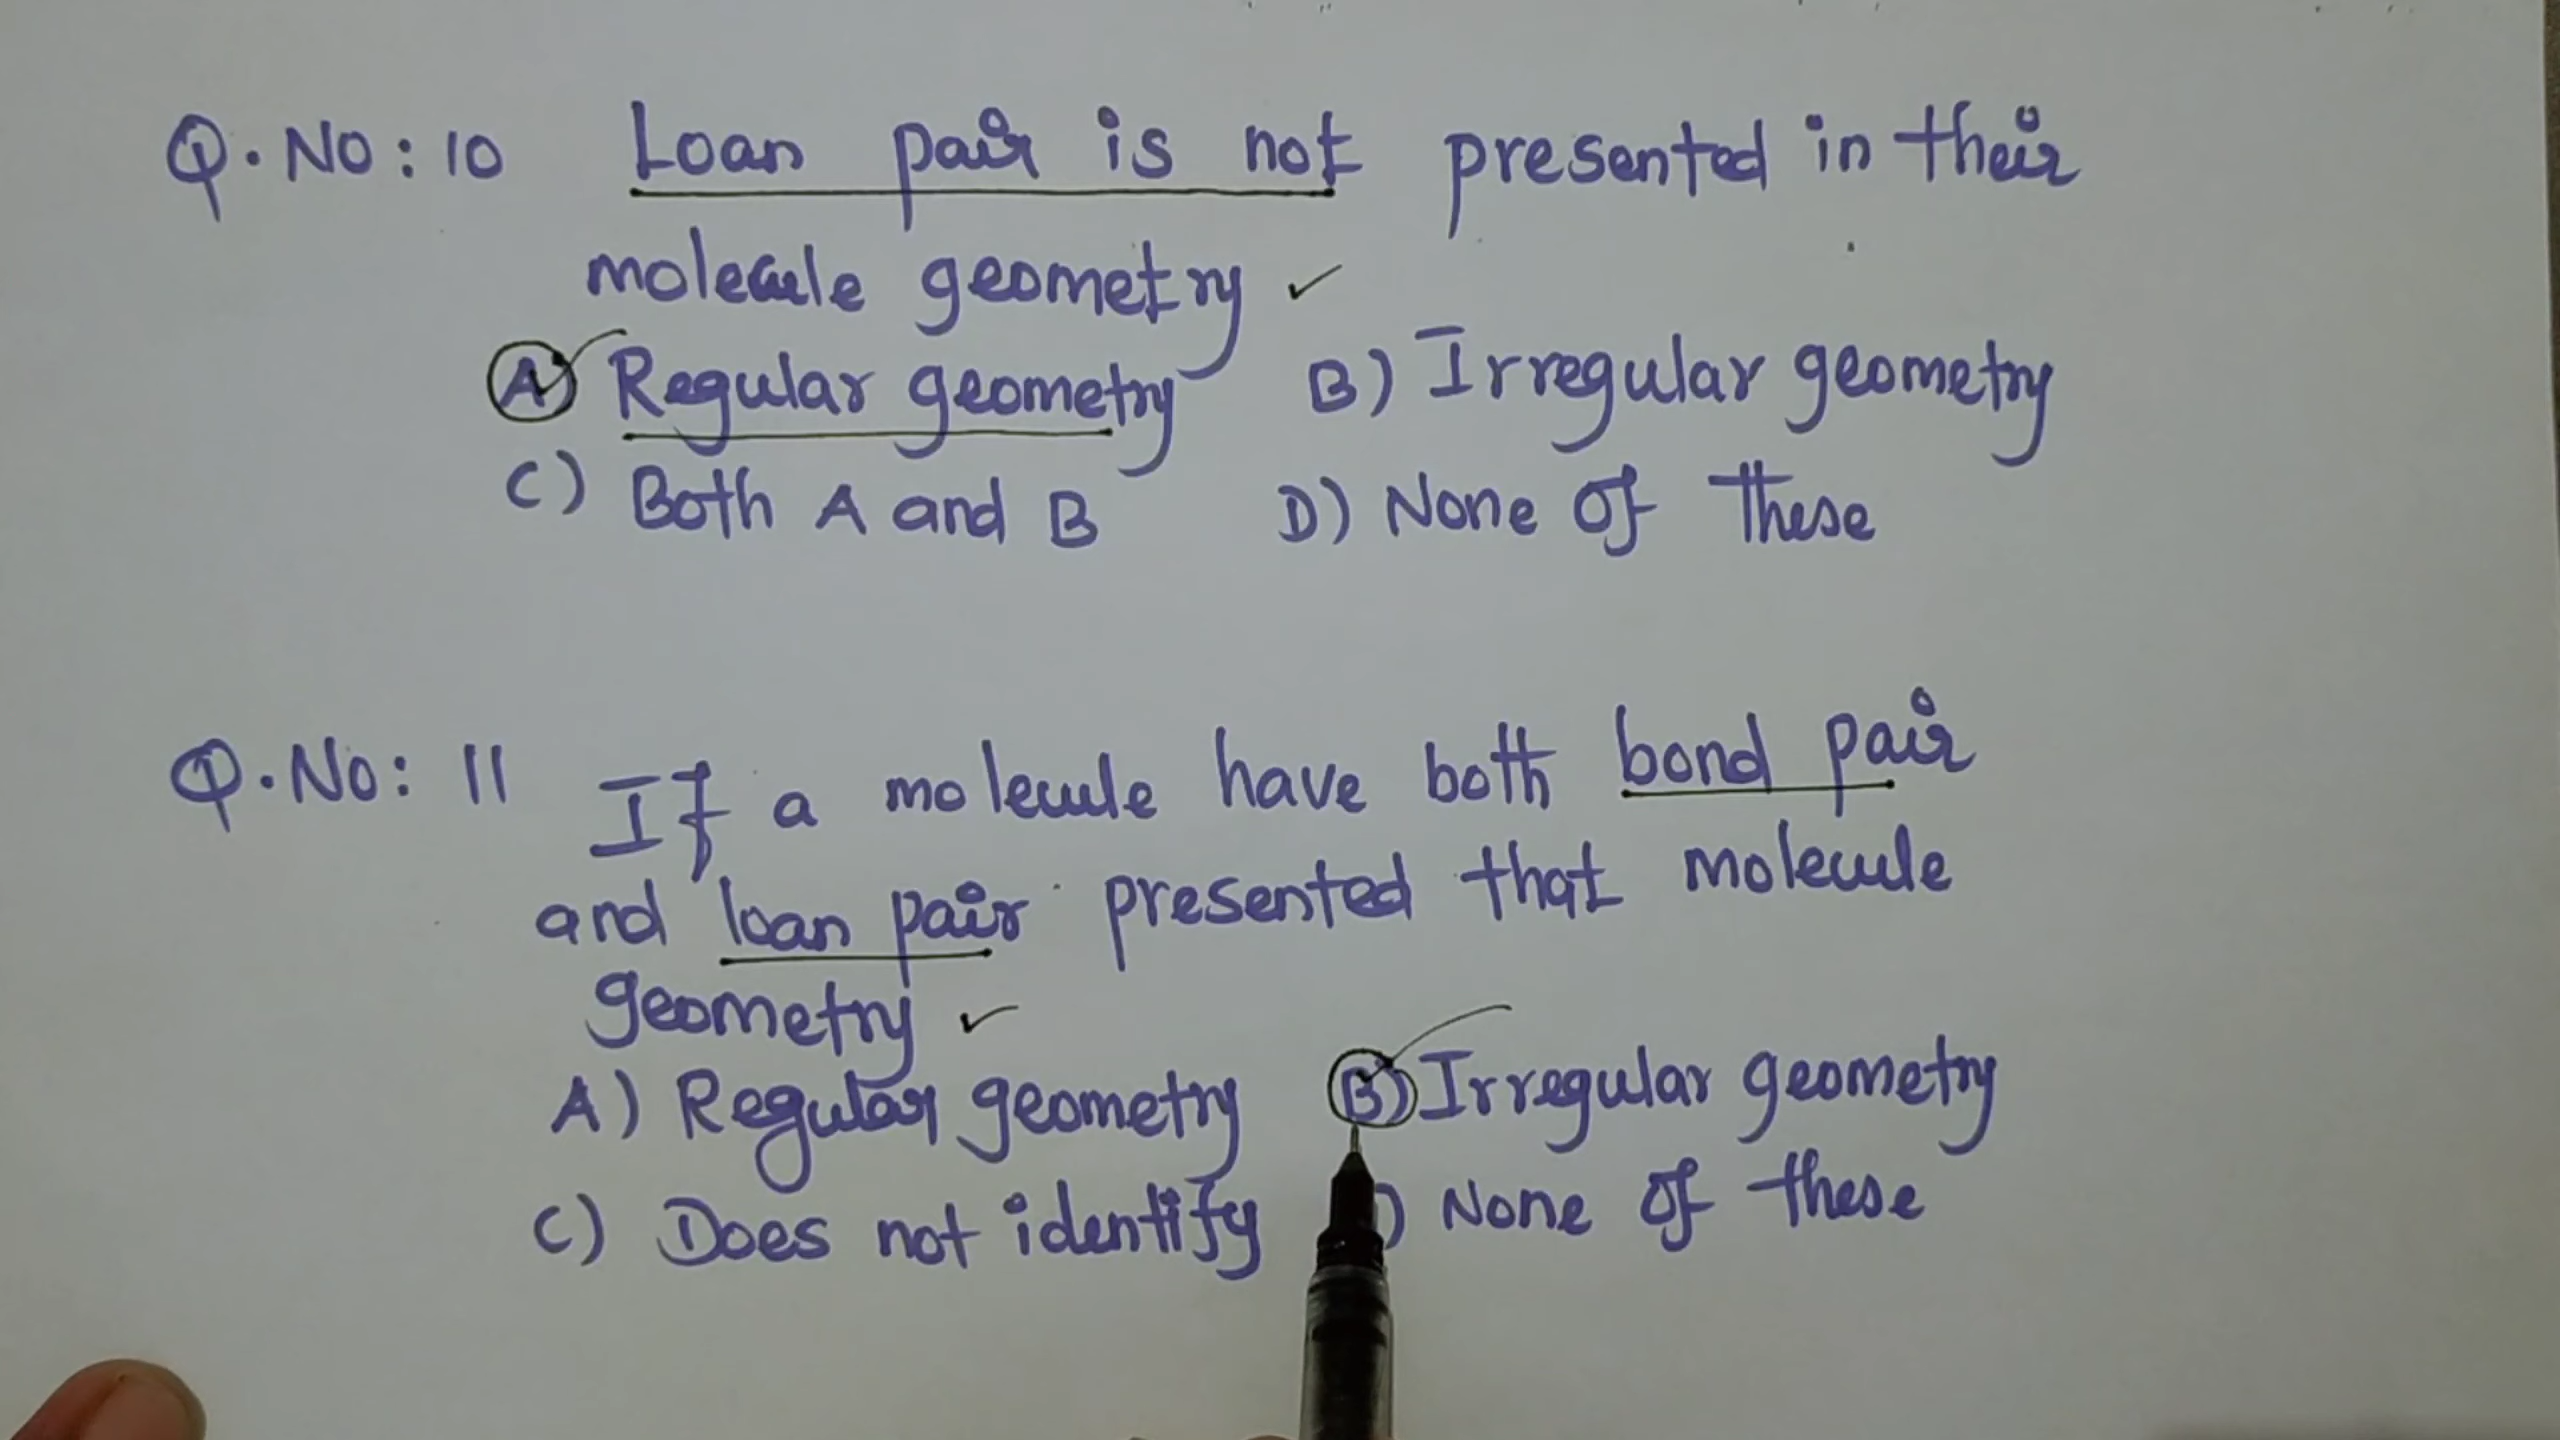 Q. No: 10 Loan pair is not presented in their
molecule geometry
A) Regular geometry B) Irregular geometry
C) Both A and B D) None of these
Q. No: 11 If a molecule have both bond pair
and loan pair presented that molecule
geometry
A) Regular geometry B) Irregular geometry
C) Does not identify ) None of these